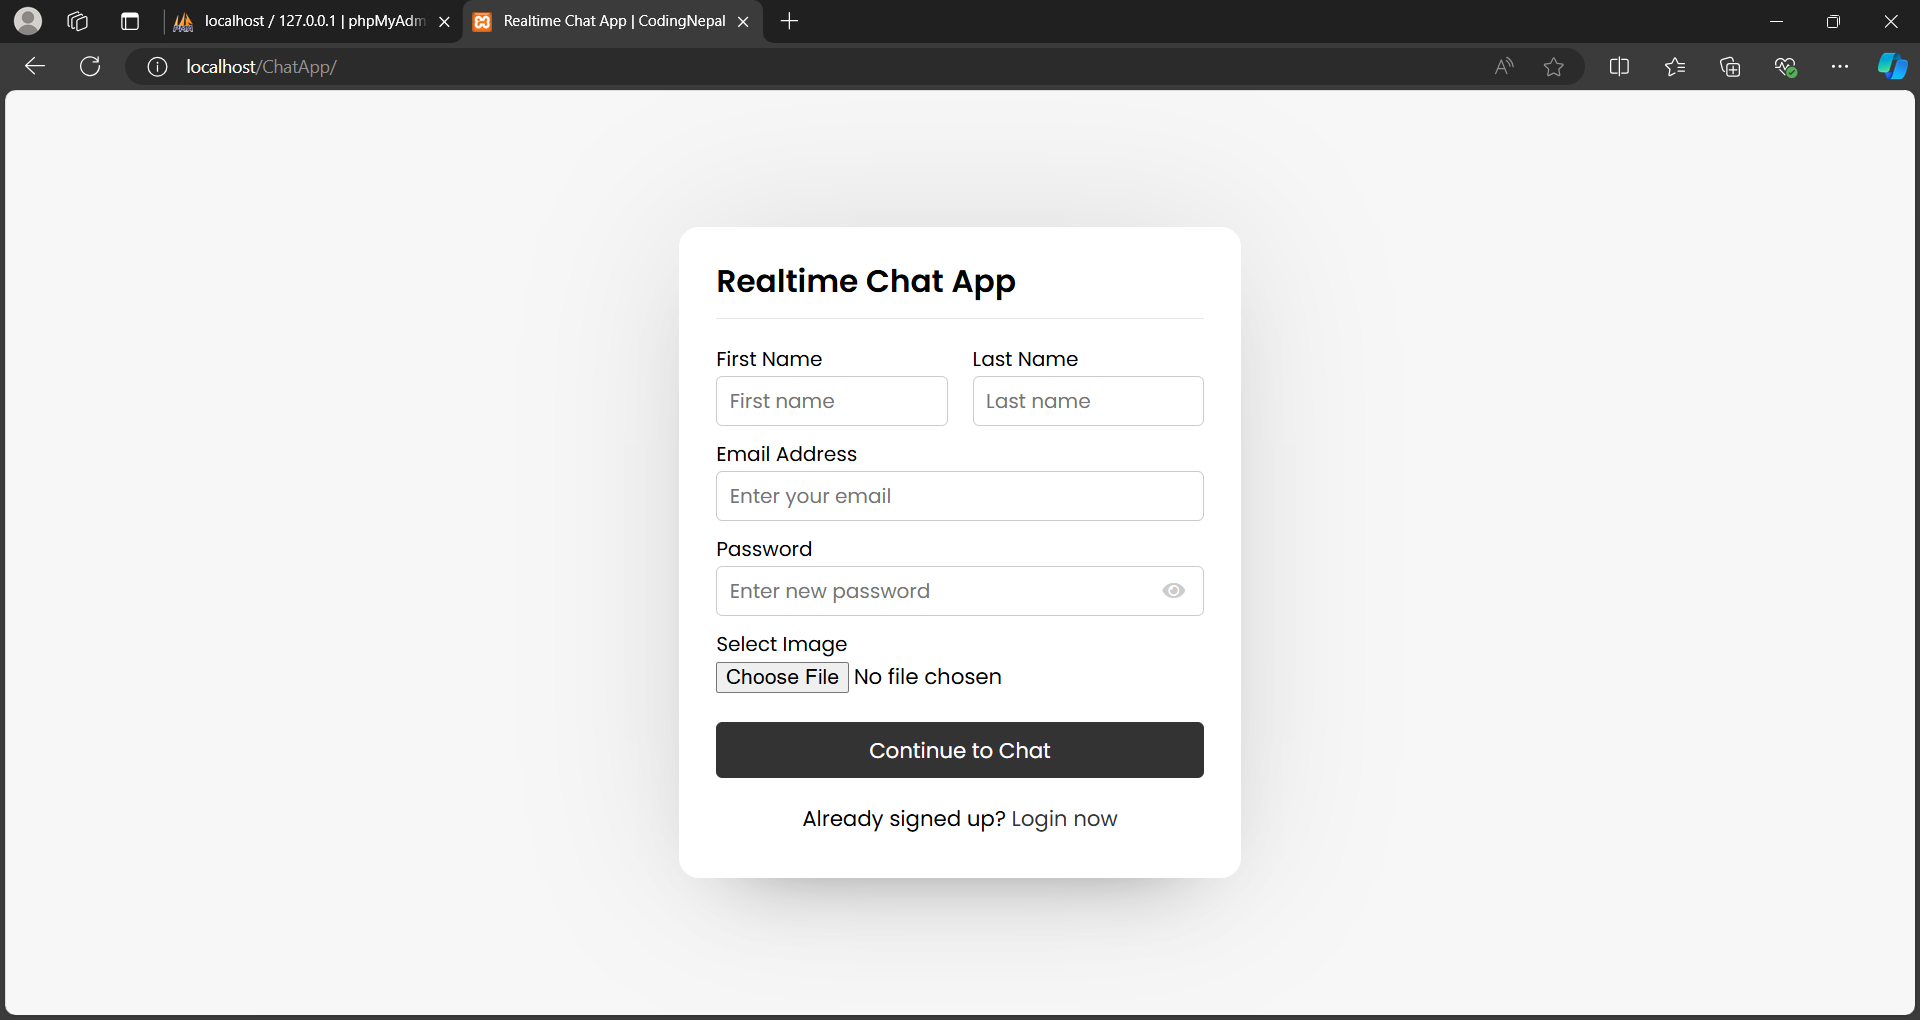 localhost / 127.0.0.1 | phpMyAdm
Realtime Chat App | CodingNepal
localhost/ChatApp/
Realtime Chat App
First Name
Last Name
First name
Last name
Email Address
Enter your email
Password
Enter new password
Select Image
Choose File No file chosen
Continue to Chat
Already signed up? Login now